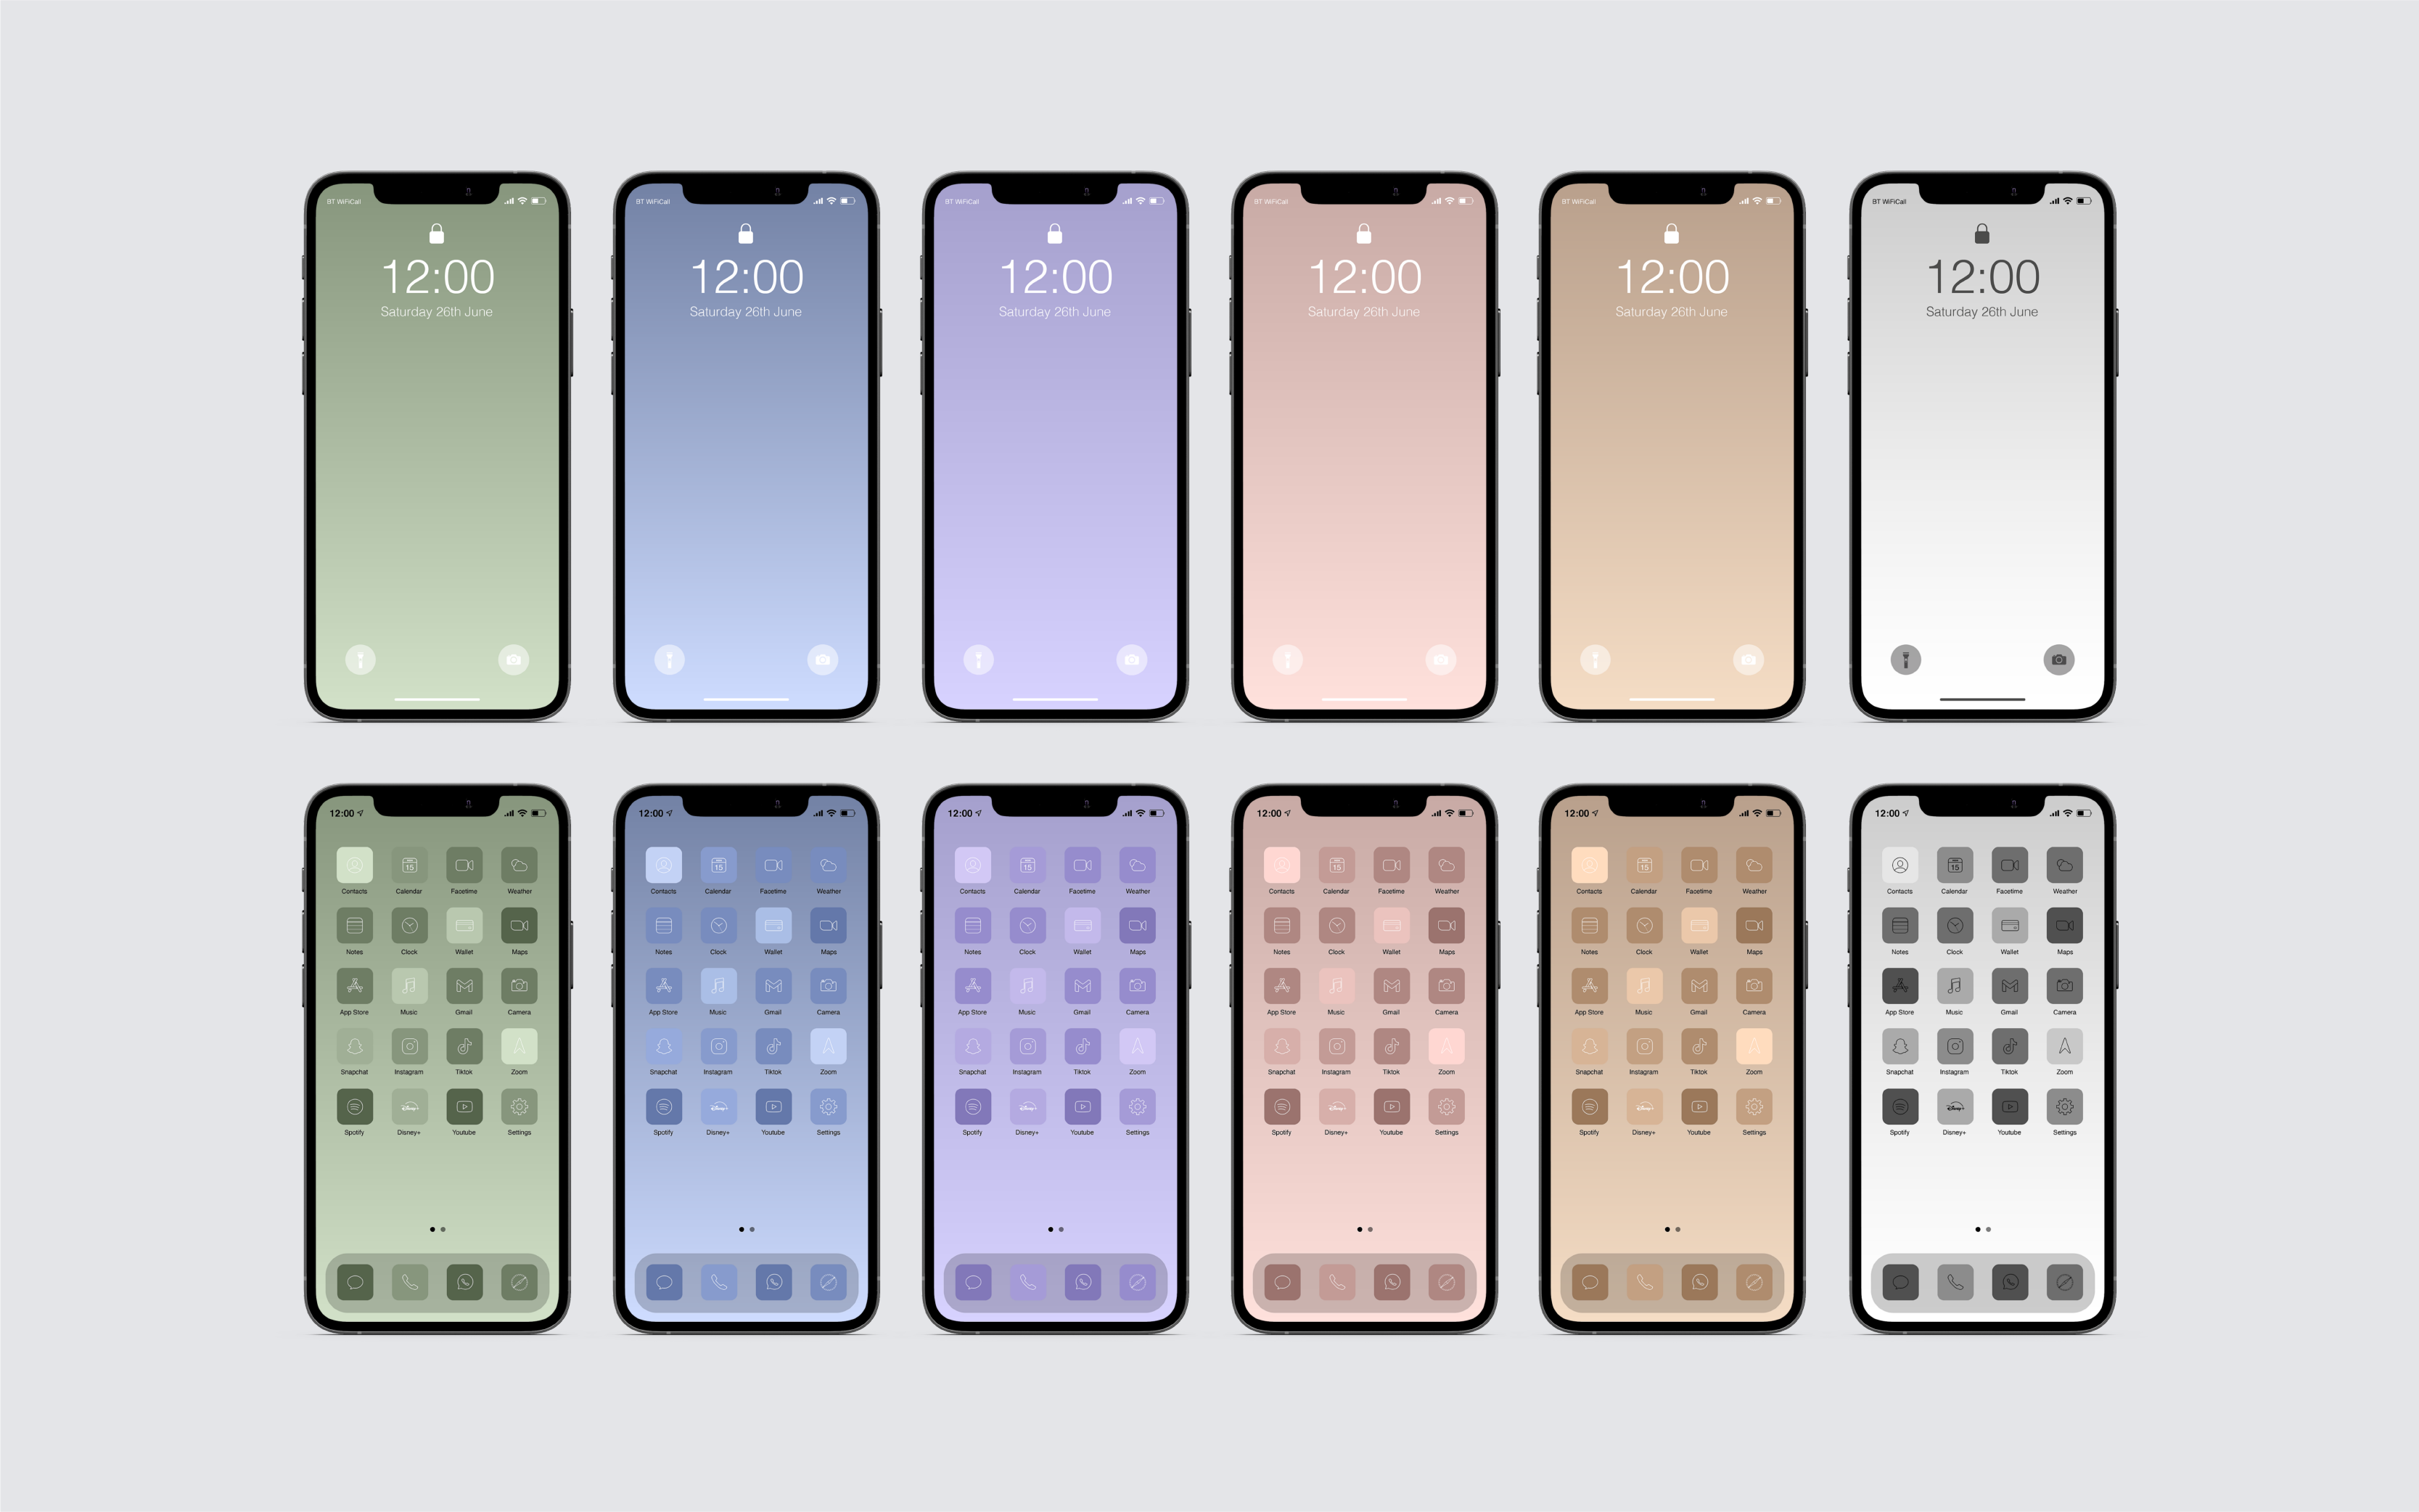 BT WiFiCall BT WiFiCall BT WiFiCall BT WiFiCall BT WiFiCall BT WiFiCall
12:00 12:00 12:00 12:00 12:00 12:00
Saturday 26th June Saturday 26th June Saturday 26th June Saturday 26th June Saturday 26th June Saturday 26th June
12:00 12:00 12:00 12:00 12:00 12:00
15 15 15 15 15 15
Contacts Calendar Facetime Weather Contacts Calendar Facetime Weather Contacts Calendar Facetime Weather Contacts Calendar Facetime Weather Contacts Calendar Facetime Weather Contacts Calendar Facetime Weather
Notes Clock Wallet Maps Notes Clock Wallet Maps Notes Clock Wallet Maps Notes Clock Wallet Maps Notes Clock Wallet Maps Notes Clock Wallet Maps
App Store Music Gmail Camera App Store Music Gmail Camera App Store Music Gmail Camera App Store Music Gmail Camera App Store Music Gmail Camera App Store Music Gmail Camera
Snapchat Instagram Tiktok Zoom Snapchat Instagram Tiktok Zoom Snapchat Instagram Tiktok Zoom Snapchat Instagram Tiktok Zoom Snapchat Instagram Tiktok Zoom Snapchat Instagram Tiktok Zoom
Disney+ Disney+ Disney+ Disney+ Disney+ Disney+
Spotify Disney+ Youtube Settings Spotify Disney+ Youtube Settings Spotify Disney+ Youtube Settings Spotify Disney+ Youtube Settings Spotify Disney+ Youtube Settings Spotify Disney+ Youtube Settings